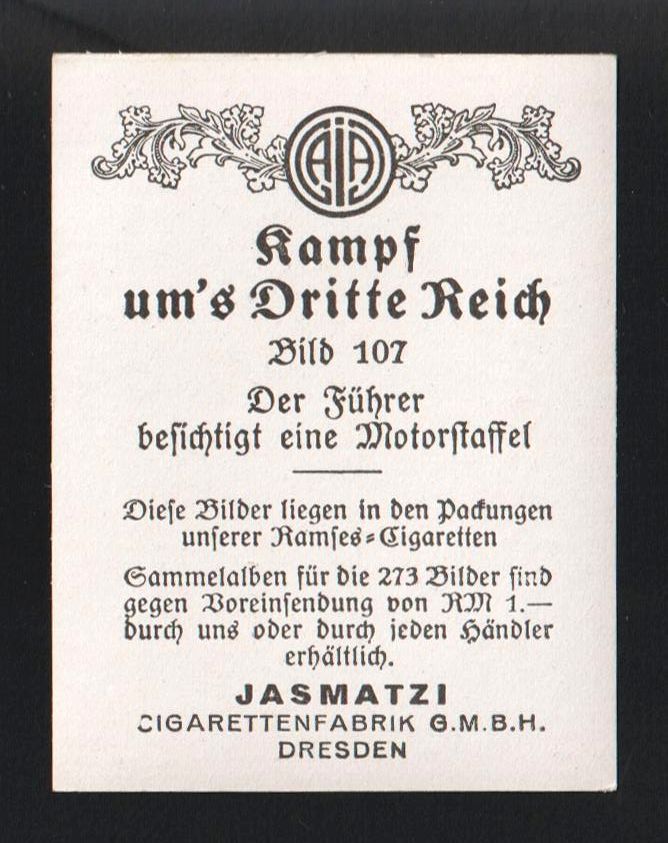 AIA
Kampf
um's Dritte Reich
Bild 107
Der Führer
besichtigt eine Motorstaffel
Diese Bilder liegen in den Packungen
unserer Ramses-Cigaretten
Sammelalben für die 273 Bilder sind
gegen Voreinsendung von RM 1.—
durch uns oder durch jeden Händler
erhältlich.
JASMATZI
CIGARETTENFABRIK G.M.B.H.
DRESDEN